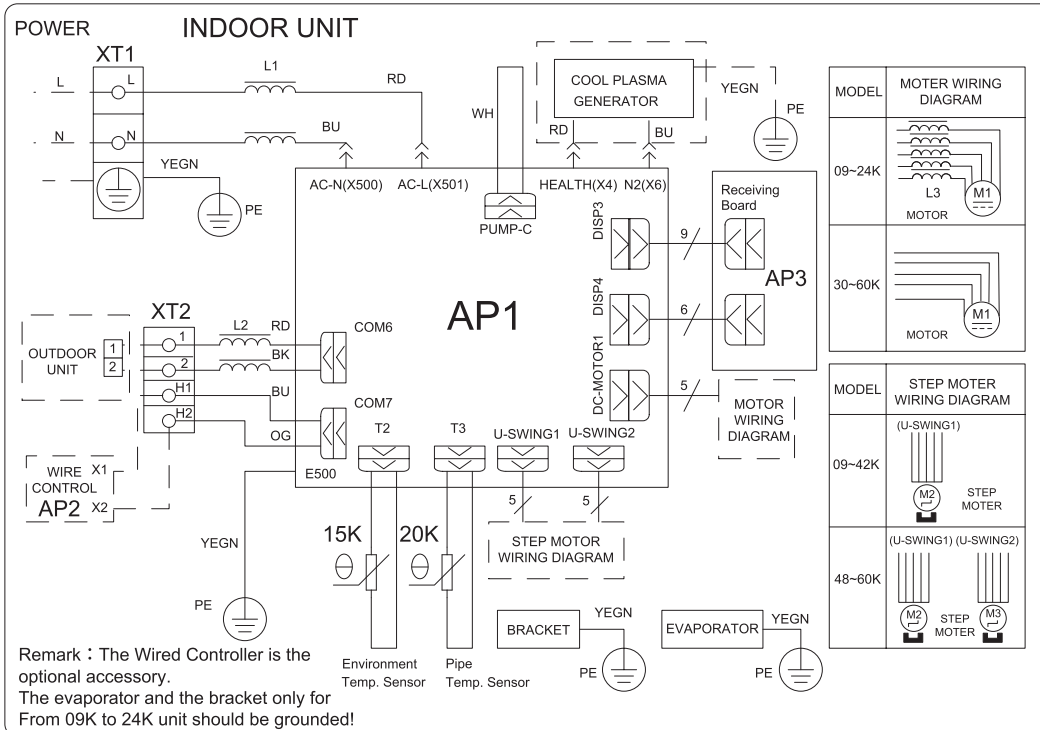 POWER
INDOOR UNIT
XT1
L
L
L1
RD
N
N
BU
YEGN
PE
WH
COOL PLASMA
GENERATOR
YEGN
PE
RD
BU
AC-N(X500)
AC-L(X501)
PUMP-C
HEALTH(X4)
N2(X6)
DISP3
9
Receiving
Board
AP3
DISP4
6
AP1
DC-MOTOR1
5
MOTOR
WIRING
DIAGRAM
XT2
OUTDOOR
UNIT
1
2
1
2
H1
H2
L2
RD
BK
BU
OG
COM6
COM7
WIRE
CONTROL
AP2
X1
X2
E500
YEGN
PE
T2
T3
U-SWING1
U-SWING2
5
5
STEP MOTOR
WIRING DIAGRAM
15K
20K
Environment
Temp. Sensor
Pipe
Temp. Sensor
BRACKET
YEGN
PE
EVAPORATOR
YEGN
PE
Remark：The Wired Controller is the
optional accessory.
The evaporator and the bracket only for
From 09K to 24K unit should be grounded!
MODEL
MOTER WIRING
DIAGRAM
09~24K
L3
M1
MOTOR
30~60K
M1
MOTOR
MODEL
STEP MOTER
WIRING DIAGRAM
09~42K
(U-SWING1)
M2
STEP
MOTER
48~60K
(U-SWING1) (U-SWING2)
M2
STEP
MOTER
M3